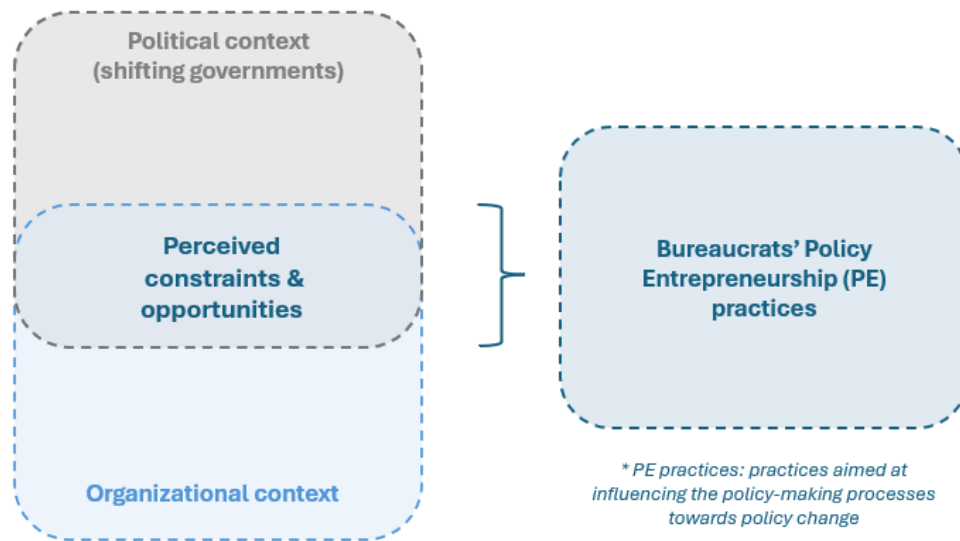 Political context
(shifting governments)
Perceived
constraints &
opportunities
Organizational context
Bureaucrats’ Policy
Entrepreneurship (PE)
practices
* PE practices: practices aimed at
influencing the policy-making processes
towards policy change